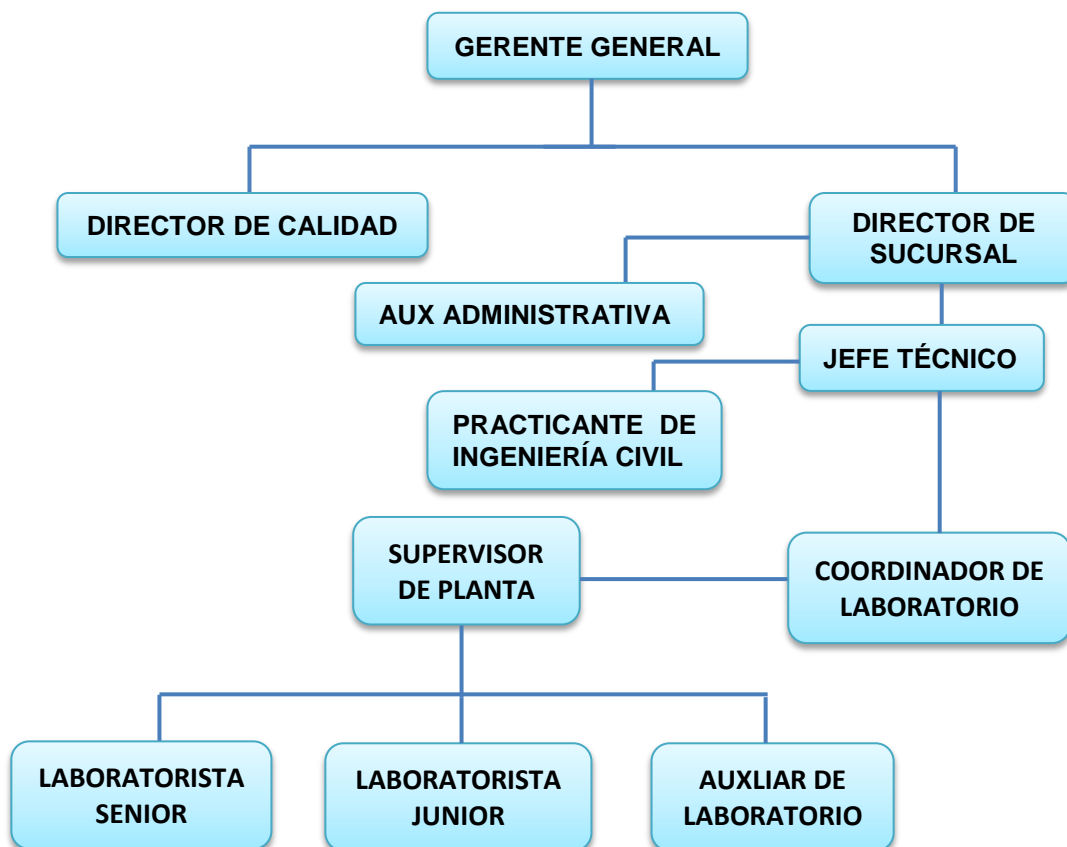 GERENTE GENERAL
DIRECTOR DE CALIDAD
DIRECTOR DE
SUCURSAL
AUX ADMINISTRATIVA
JEFE TÉCNICO
PRACTICANTE DE
INGENIERÍA CIVIL
SUPERVISOR
DE PLANTA
COORDINADOR DE
LABORATORIO
LABORATORISTA
SENIOR
LABORATORISTA
JUNIOR
AUXLIAR DE
LABORATORIO